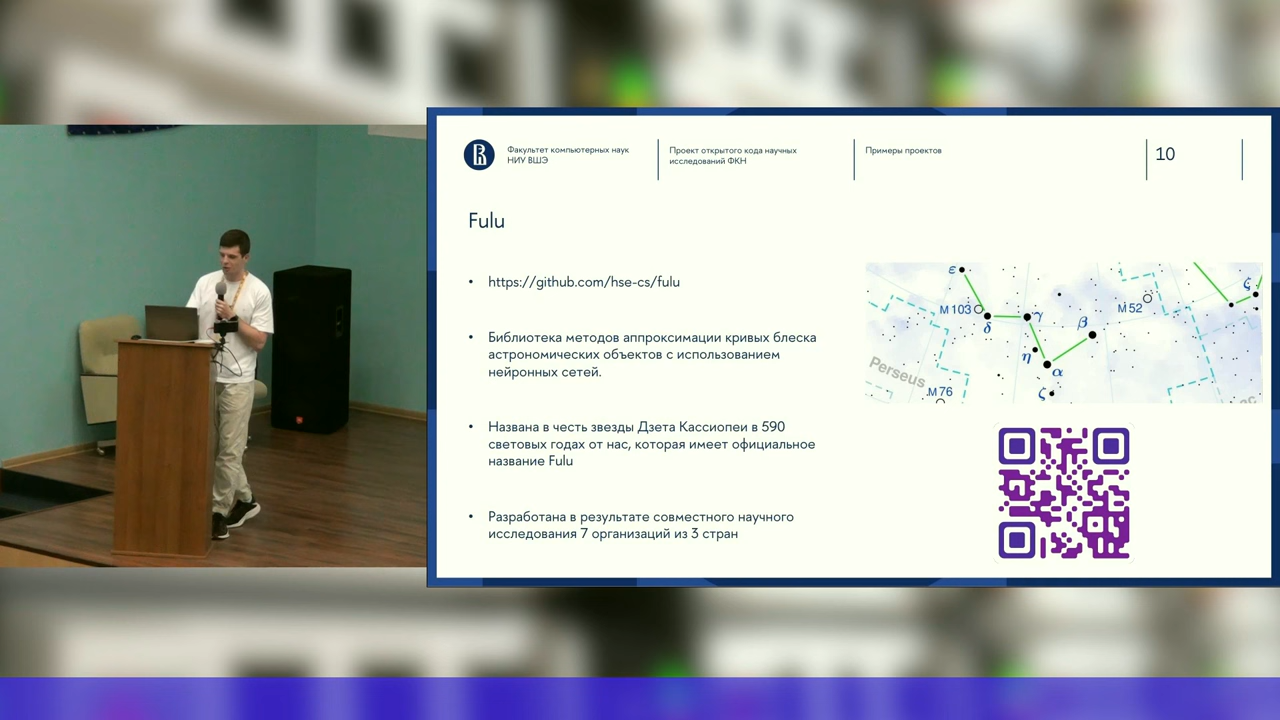 Факультет компьютерных наук
НИУ ВШЭ
Проект открытого кода научных
исследований ФКН
Примеры проектов
10
Fulu
• https://github.com/hse-cs/fulu
• Библиотека методов аппроксимации кривых блеска
астрономических объектов с использованием
нейронных сетей.
• Названа в честь звезды Дзета Кассиопеи в 590
световых годах от нас, которая имеет официальное
название Fulu
• Разработана в результате совместного научного
исследования 7 организаций из 3 стран
ε
M 103
δ
γ
β
M 52
ζ
η
α
Perseus
M 76
ζ